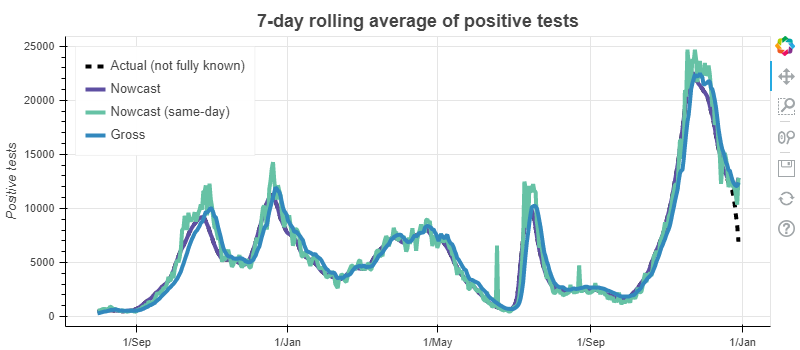 7-day rolling average of positive tests
25000
20000
15000
10000
5000
0
Positive tests
Actual (not fully known)
Nowcast
Nowcast (same-day)
Gross
1/Sep
1/Jan
1/May
1/Sep
1/Jan